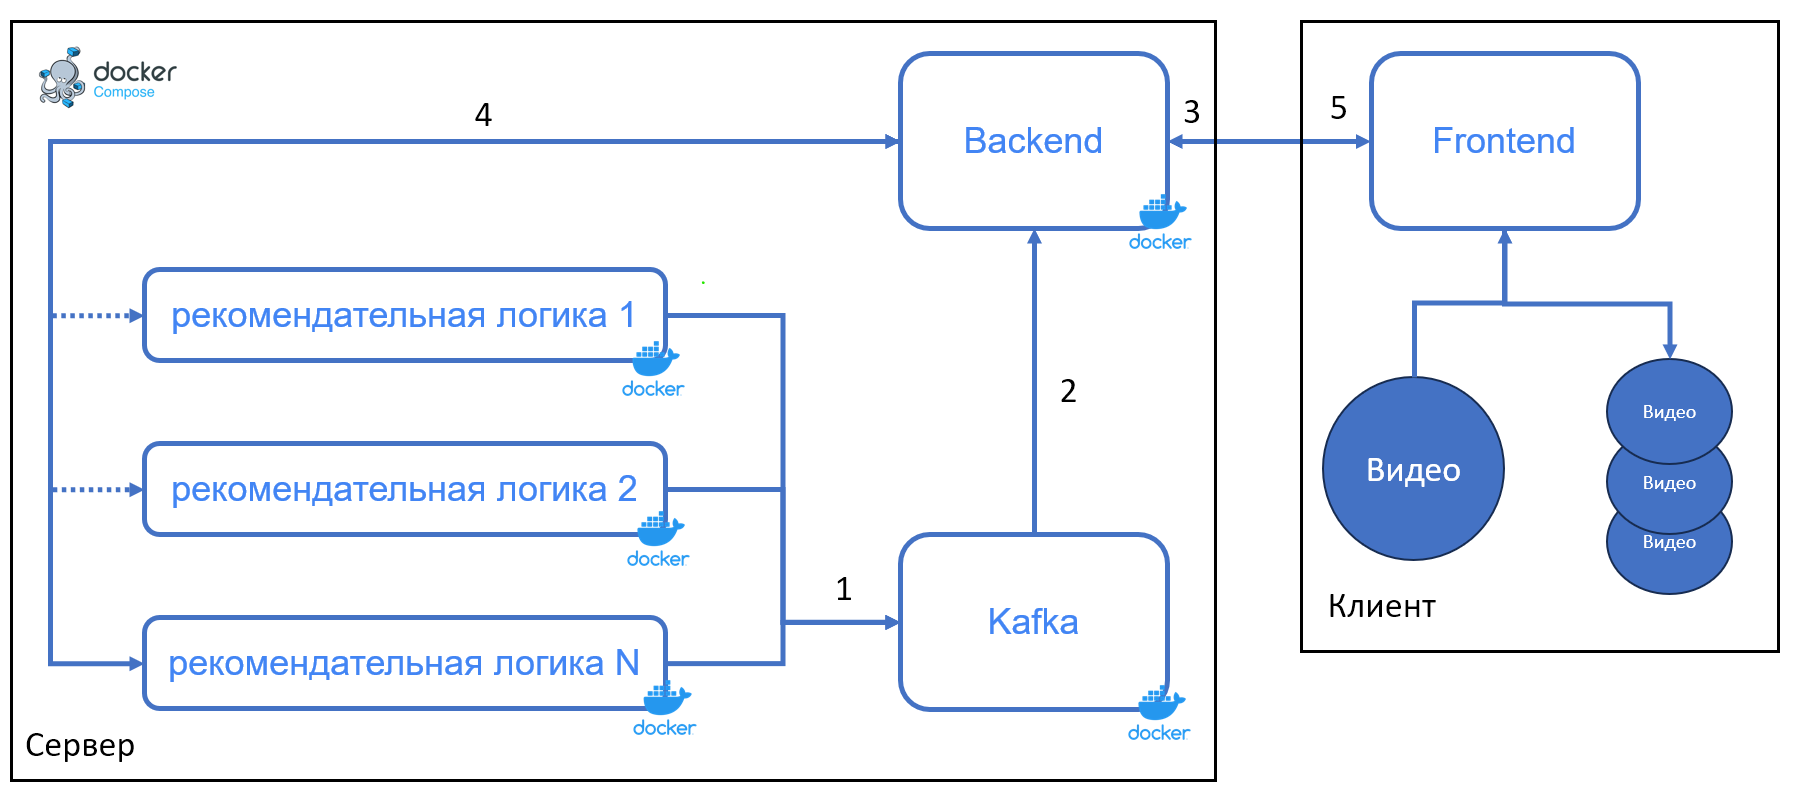 docker
Compose
4
Backend
3
5
Frontend
docker
рекомендательная логика 1
docker
2
Видео
Видео
Видео
Видео
рекомендательная логика 2
docker
1
Kafka
Клиент
рекомендательная логика N
docker
docker
Сервер